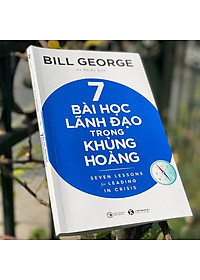 BILL GEORGE
7
BÀI HỌC
LÃNH ĐẠO
TRONG
KHỦNG
HOẢNG
SEVEN LESSONS
for LEADING
IN CRISIS